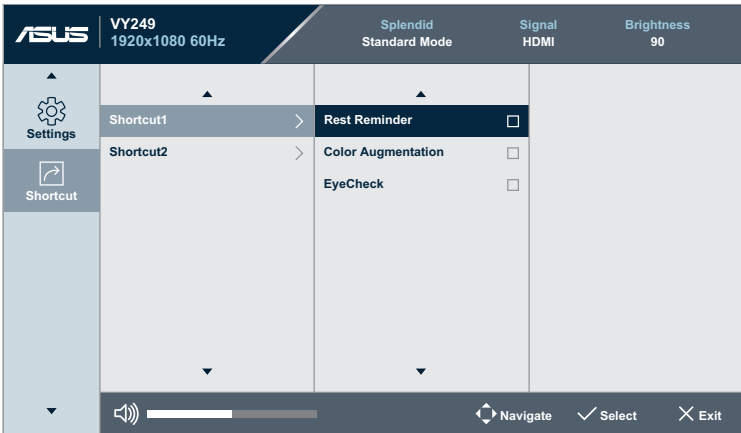 ASUS
VY249
1920x1080 60Hz
Splendid
Standard Mode
Signal
HDMI
Brightness
90
Settings
Shortcut
Shortcut1
Shortcut2
Rest Reminder
Color Augmentation
EyeCheck
Navigate
Select
Exit